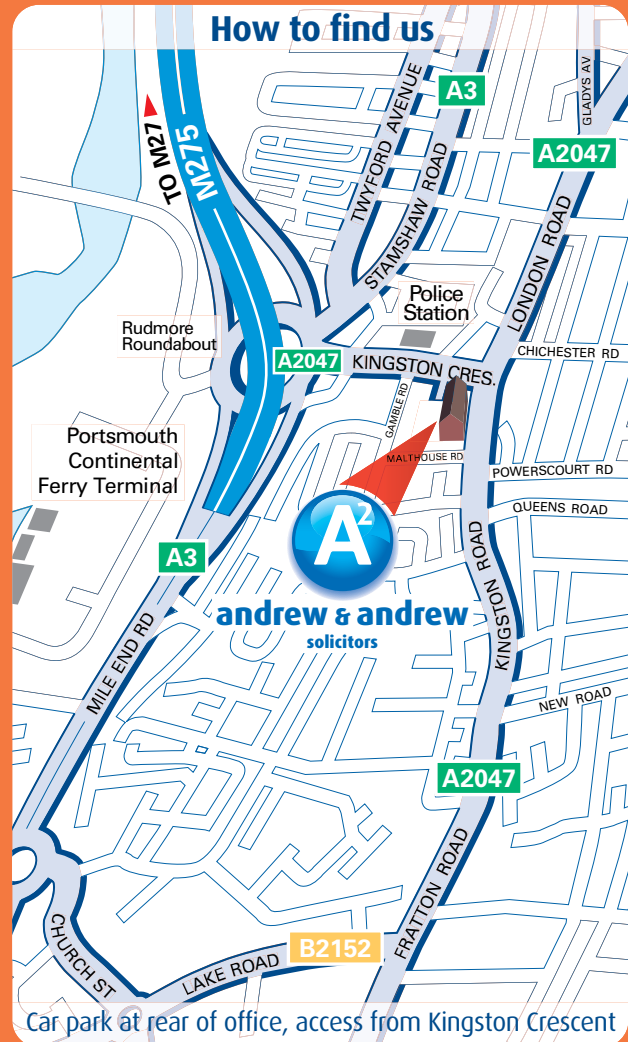 How to find us
TO M27
M275
TWYFORD AVENUE
A3
STAMSHAW ROAD
GLADYS AV
A2047
LONDON ROAD
Police
Station
Rudmore
Roundabout
A2047
KINGSTON CRES.
CHICHESTER RD
GAMBLE RD
MALTHOUSE RD
POWERSCOURT RD
QUEENS ROAD
Portsmouth
Continental
Ferry Terminal
A2
A3
andrew & andrew
solicitors
KINGSTON ROAD
MILE END RD
NEW ROAD
A2047
FRATTON ROAD
CHURCH ST
LAKE ROAD
B2152
Car park at rear of office, access from Kingston Crescent